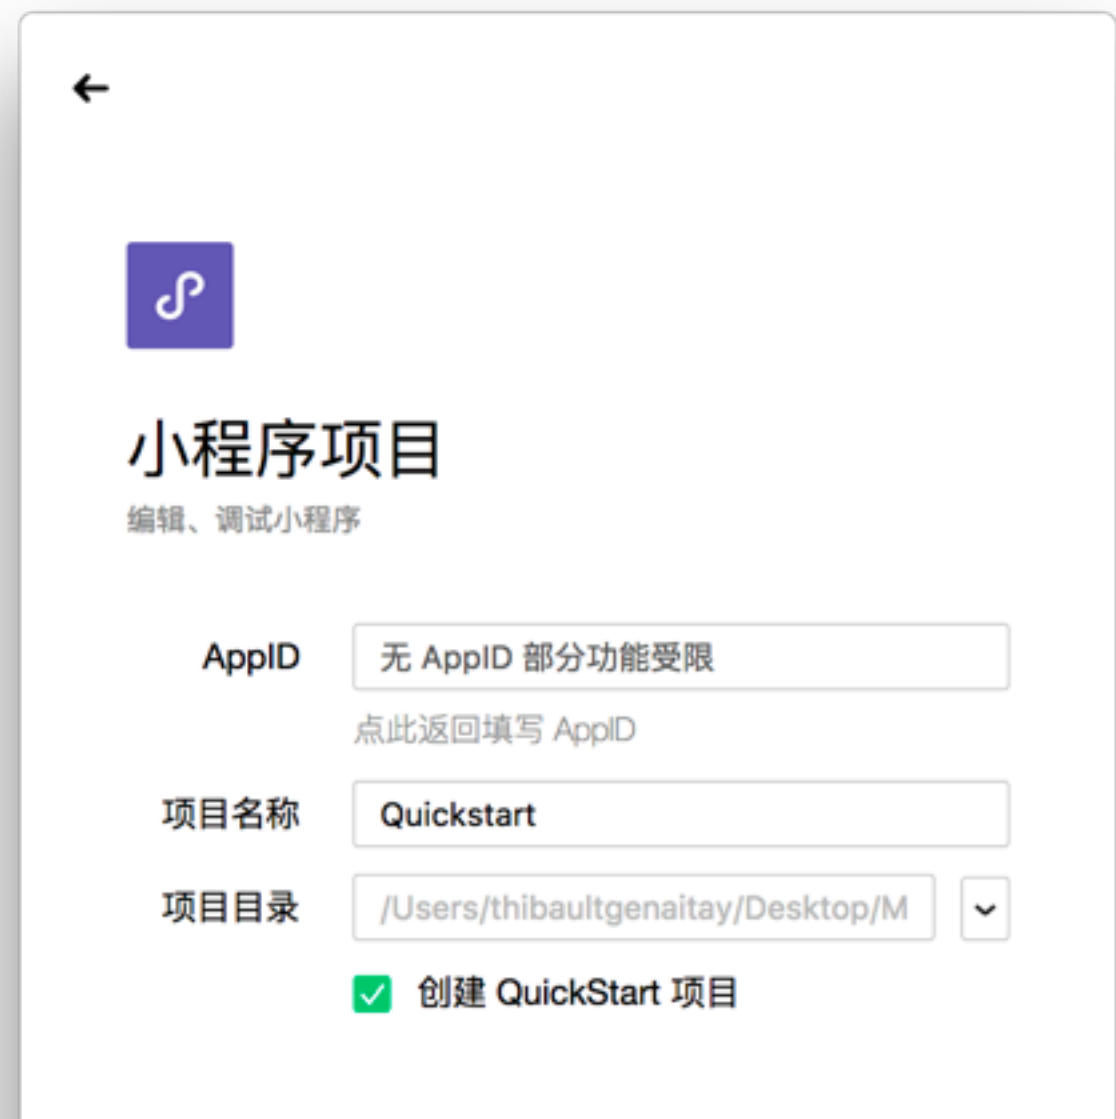 小程序项目
编辑、调试小程序
AppID 无 AppID 部分功能受限
点此返回填写 AppID
项目名称 Quickstart
项目目录 /Users/thibaultgenaitay/Desktop/M
创建 QuickStart 项目